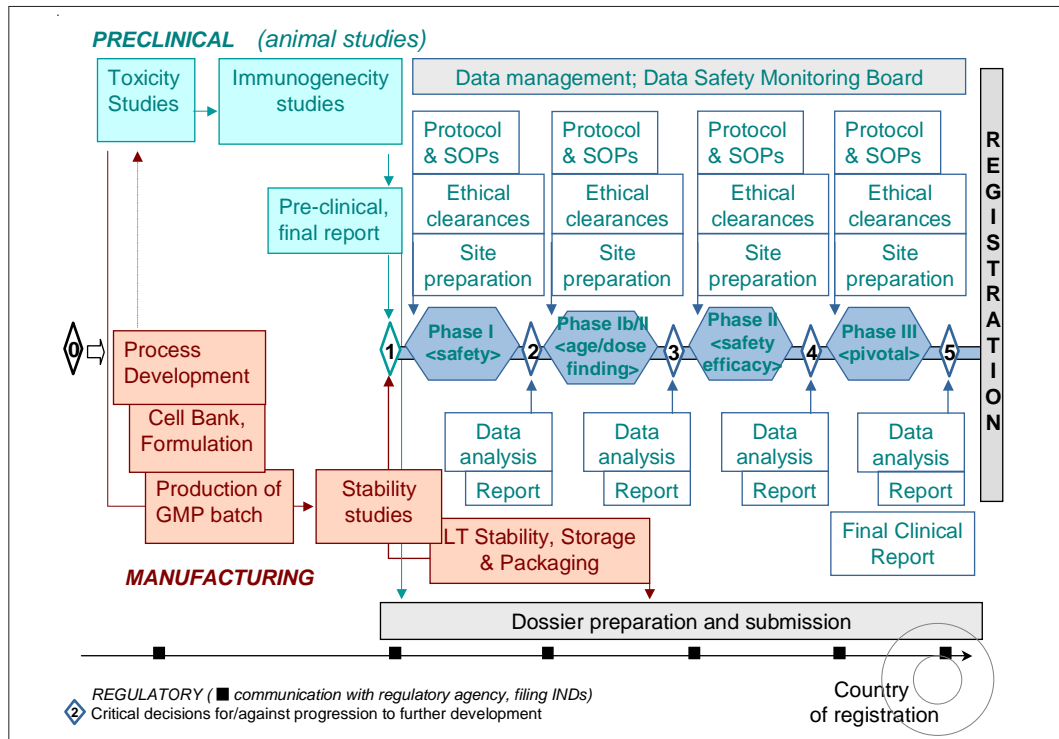 PRECLINICAL (animal studies)
Toxicity
Studies
Immunogenecity
studies
Data management; Data Safety Monitoring Board
Pre-clinical,
final report
Protocol
& SOPs
Ethical
clearances
Site
preparation
Protocol
& SOPs
Ethical
clearances
Site
preparation
Protocol
& SOPs
Ethical
clearances
Site
preparation
Protocol
& SOPs
Ethical
clearances
Site
preparation
REGISTRATION
0
1
Phase I
<safety>
2
Phase Ib/II
<age/dose
finding>
3
Phase II
<safety
efficacy>
4
Phase III
<pivotal>
5
Process
Development
Cell Bank,
Formulation
Production of
GMP batch
Stability
studies
LT Stability, Storage
& Packaging
MANUFACTURING
Data
analysis
Report
Data
analysis
Report
Data
analysis
Report
Data
analysis
Report
Final Clinical
Report
Dossier preparation and submission
REGULATORY ( ■ communication with regulatory agency, filing INDs)
2 Critical decisions for/against progression to further development
Country
of registration